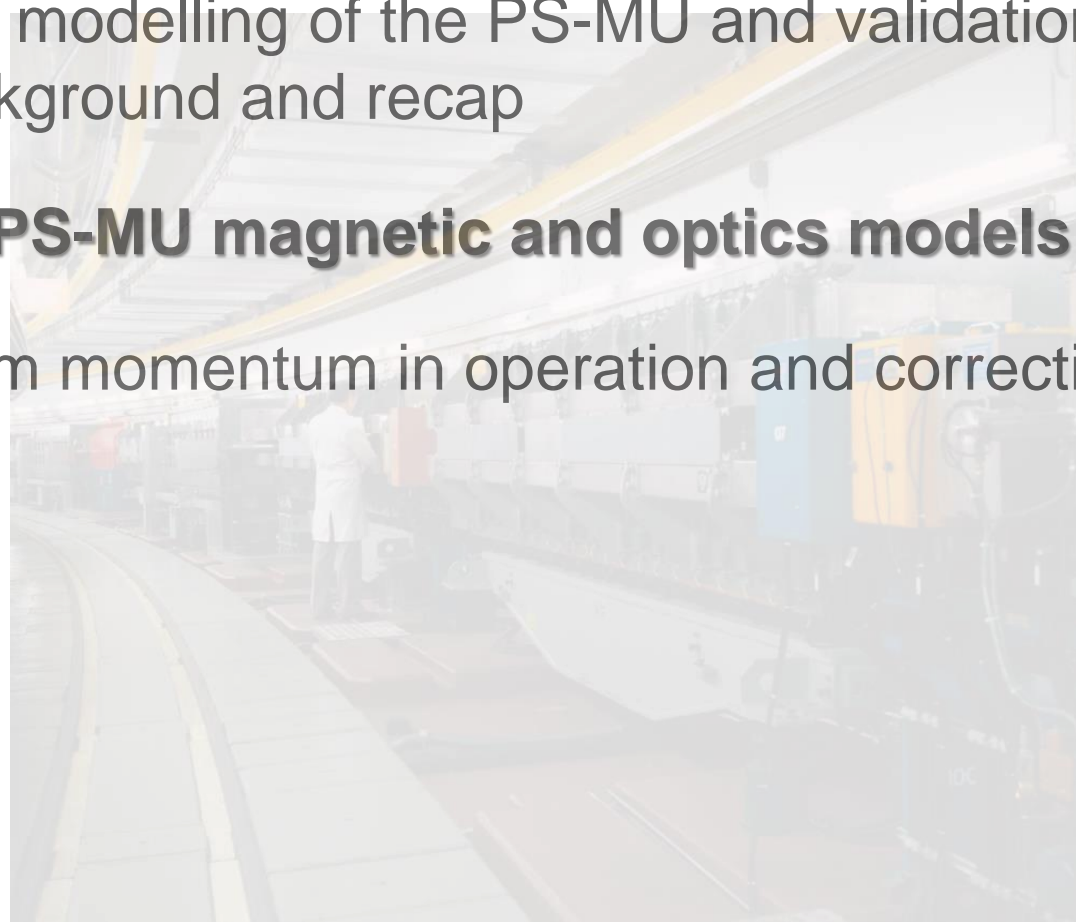 modelling of the PS-MU and validation
kground and recap
PS-MU magnetic and optics models
m momentum in operation and correcti